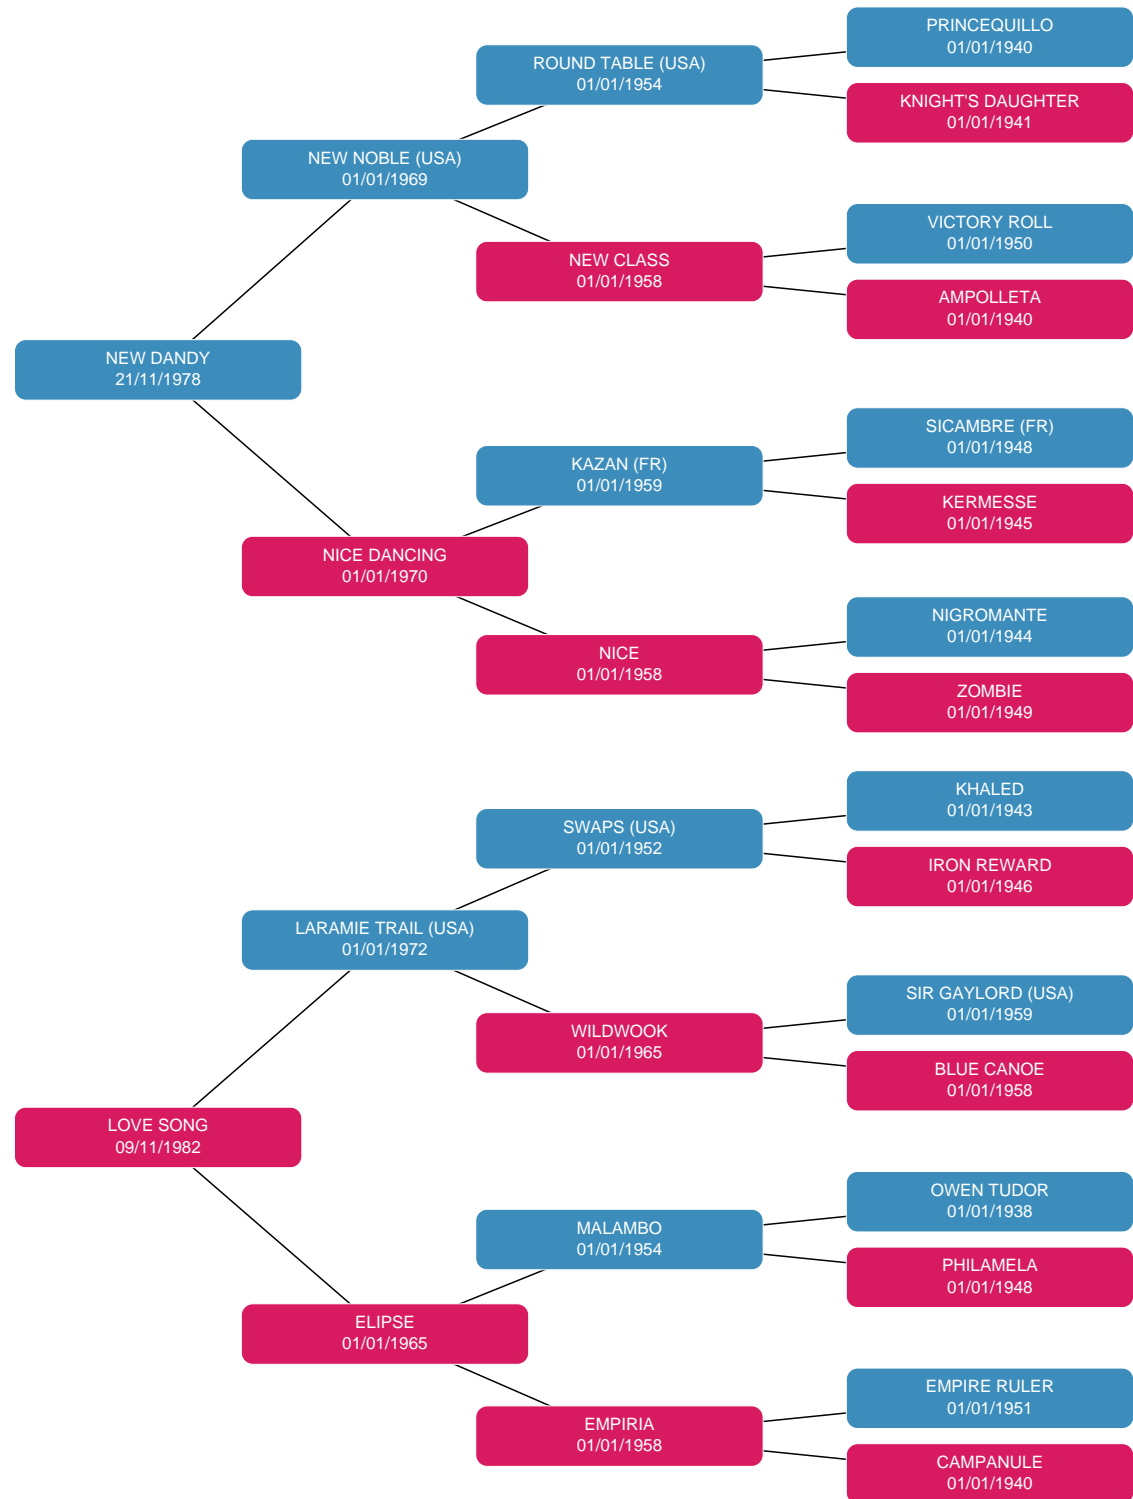 PRINCEQUILLO
01/01/1940
ROUND TABLE (USA)
01/01/1954
KNIGHT'S DAUGHTER
01/01/1941
NEW NOBLE (USA)
01/01/1969
VICTORY ROLL
01/01/1950
NEW CLASS
01/01/1958
AMPOLLETA
01/01/1940
NEW DANDY
21/11/1978
SICAMBRE (FR)
01/01/1948
KAZAN (FR)
01/01/1959
KERMESSE
01/01/1945
NICE DANCING
01/01/1970
NIGROMANTE
01/01/1944
NICE
01/01/1958
ZOMBIE
01/01/1949
KHALED
01/01/1943
SWAPS (USA)
01/01/1952
IRON REWARD
01/01/1946
LARAMIE TRAIL (USA)
01/01/1972
SIR GAYLORD (USA)
01/01/1959
WILDWOOK
01/01/1965
BLUE CANOE
01/01/1958
LOVE SONG
09/11/1982
OWEN TUDOR
01/01/1938
MALAMBO
01/01/1954
PHILAMELA
01/01/1948
ELIPSE
01/01/1965
EMPIRE RULER
01/01/1951
EMPIRIA
01/01/1958
CAMPANULE
01/01/1940